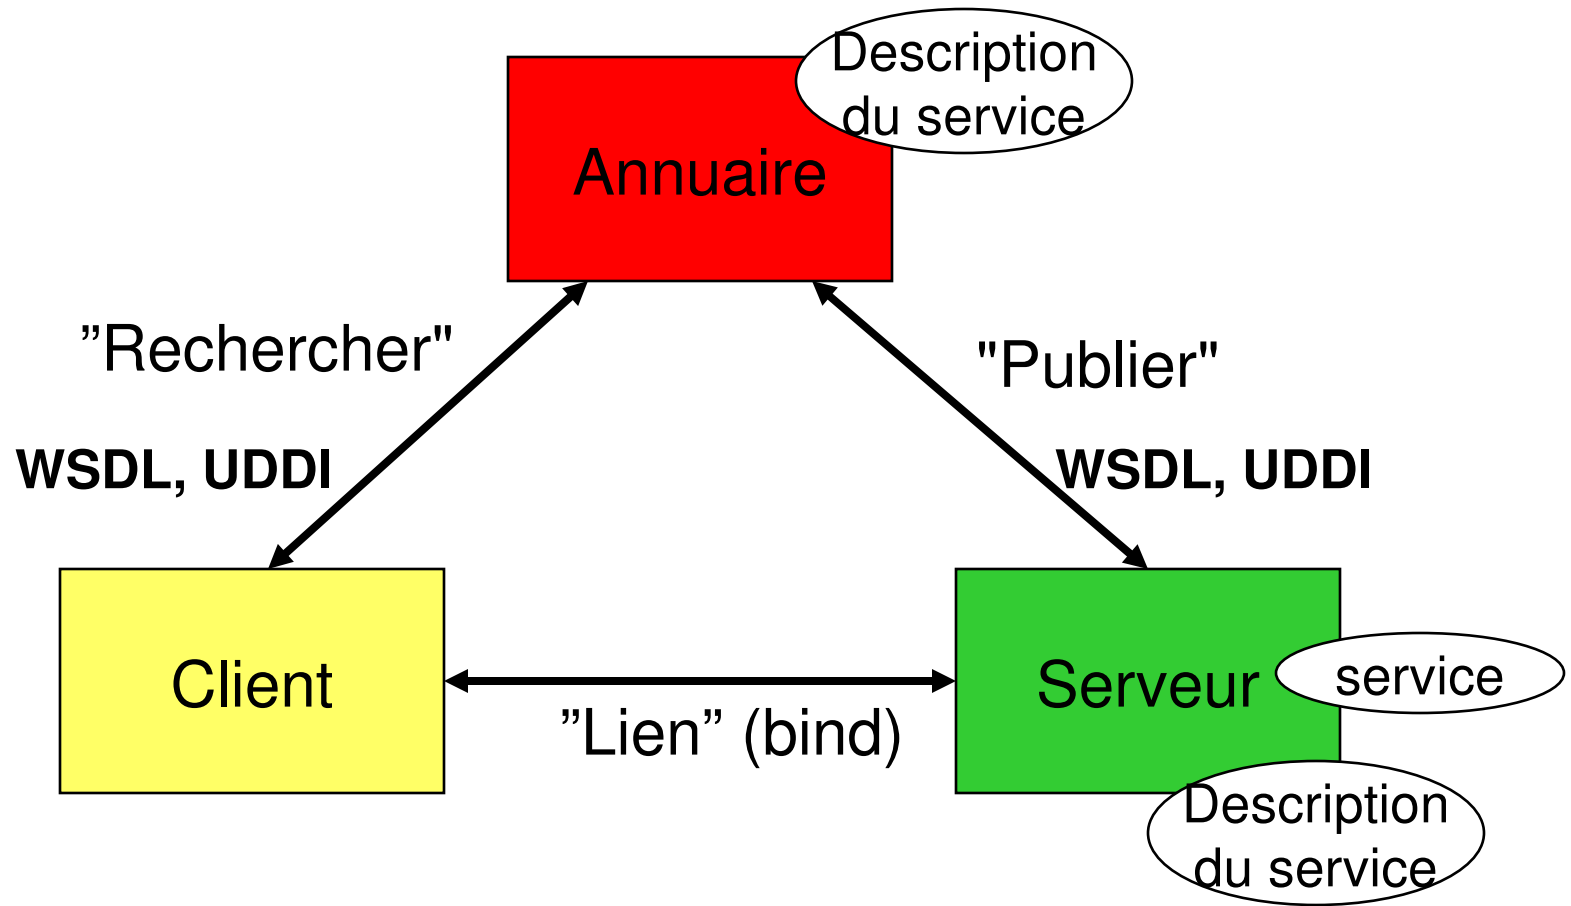 Description
du service
Annuaire
”Rechercher"
"Publier"
WSDL, UDDI
WSDL, UDDI
Client
Serveur
service
”Lien” (bind)
Description
du service